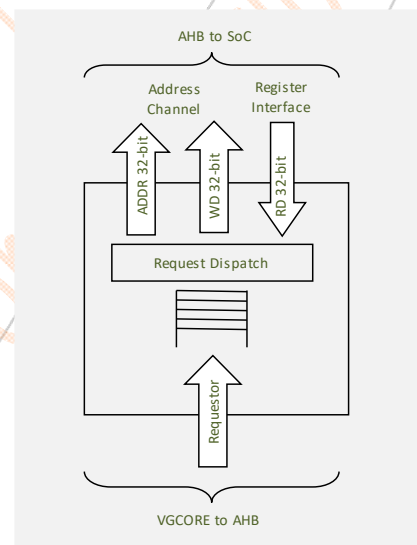 AHB to SoC
Address
Channel
Register
Interface
ADDR 32-bit
WD 32-bit
RD 32-bit
Request Dispatch
Requestor
VGCORE to AHB